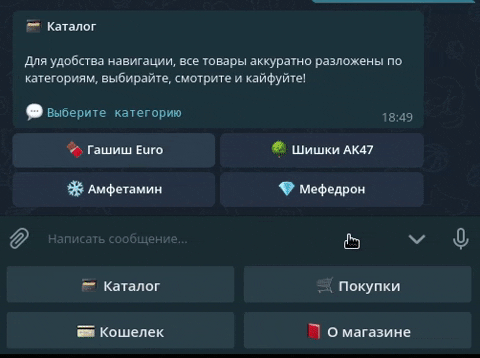 Каталог
Для удобства навигации, все товары аккуратно разложены по
категориям, выбирайте, смотрите и кайфуйте!
Выберите категорию
18:49
Гашиш Euro
Шишки AK47
Амфетамин
Мефедрон
Написать сообщение...
Каталог
Покупки
Кошелек
О магазине